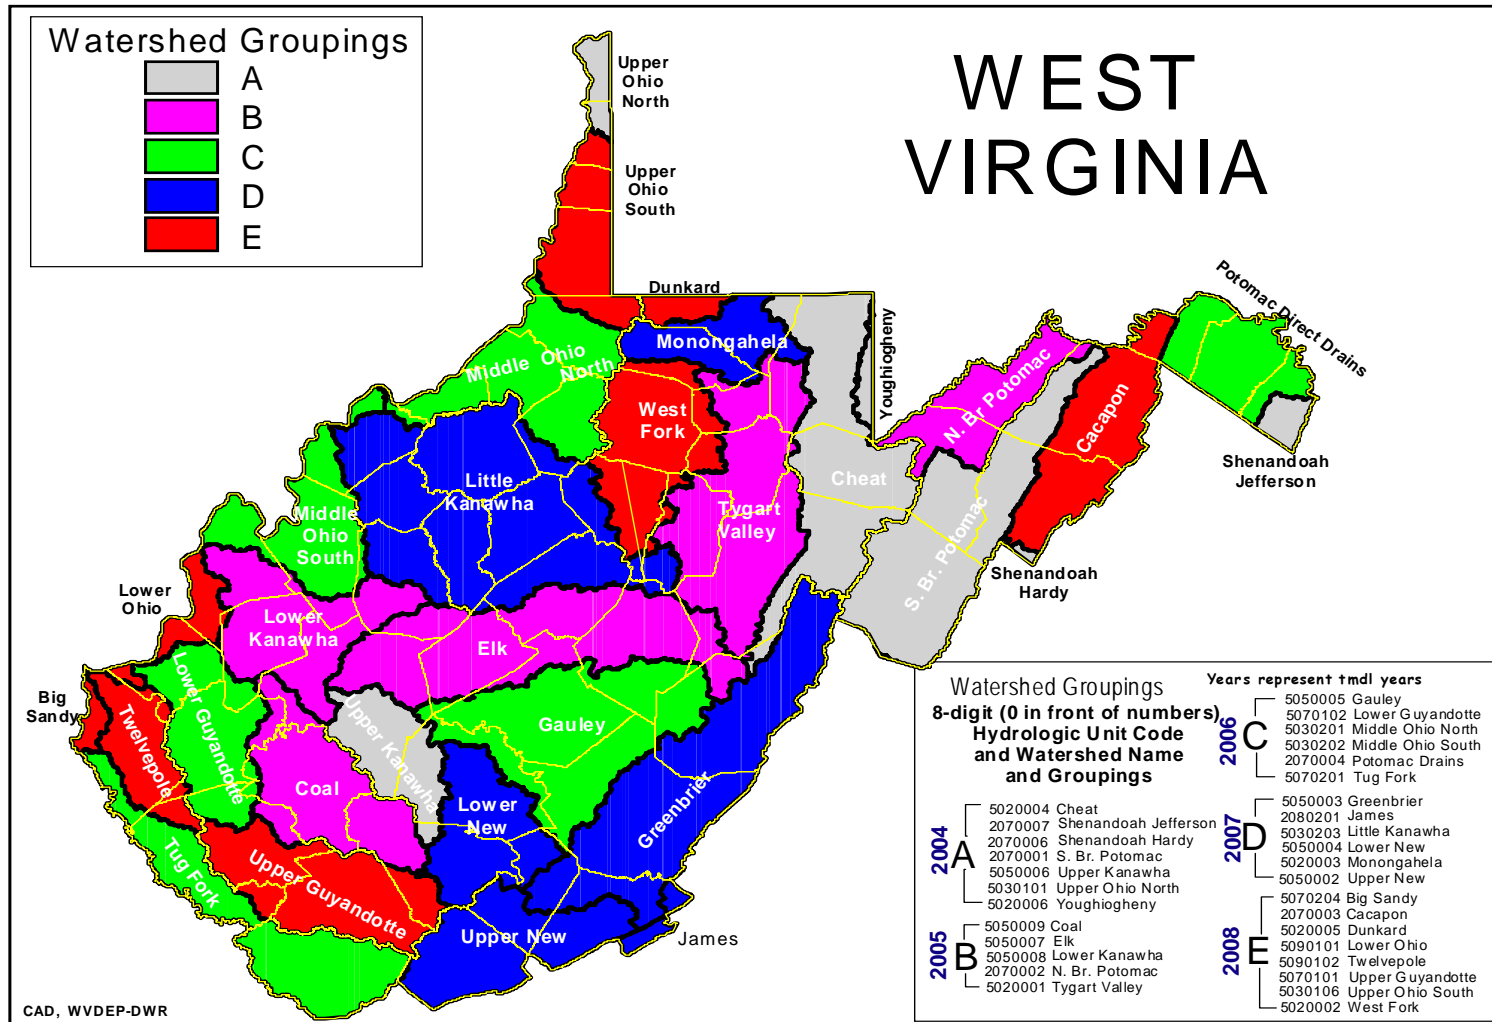 Watershed Groupings
A
B
C
D
E
WEST
VIRGINIA
Upper
Ohio
North
Upper
Ohio
South
Dunkard
Monongahela
Youghiogheny
Middle Ohio
North
West
Fork
N. Br Potomac
Cacapon
Potomac Direct Drains
Shenandoah
Jefferson
Cheat
Little
Kanawha
Tygart
Valley
Middle
Ohio
South
S. Br. Potomac
Shenandoah
Hardy
Lower
Ohio
Lower
Kanawha
Elk
Big
Sandy
Twelvepole
Lower Guyandotte
Upper Kanawha
Gauley
Coal
Lower
New
Greenbrier
Tug Fork
Upper Guyandotte
Upper New
James
Watershed Groupings
8-digit (0 in front of numbers)
Hydrologic Unit Code
and Watershed Name
and Groupings
2004
A
5020004 Cheat
2070007 Shenandoah Jefferson
2070006 Shenandoah Hardy
2070001 S. Br. Potomac
5050006 Upper Kanawha
5030101 Upper Ohio North
5020006 Youghiogheny
2005
B
5050009 Coal
5050007 Elk
5050008 Lower Kanawha
2070002 N. Br. Potomac
5020001 Tygart Valley
Years represent tmdl years
2006
C
5050005 Gauley
5070102 Lower Guyandotte
5030201 Middle Ohio North
5030202 Middle Ohio South
2070004 Potomac Drains
5070201 Tug Fork
2007
D
5050003 Greenbrier
2080201 James
5030203 Little Kanawha
5050004 Lower New
5020003 Monongahela
5050002 Upper New
2008
E
5070204 Big Sandy
2070003 Cacapon
5020005 Dunkard
5090101 Lower Ohio
5090102 Twelvepole
5070101 Upper Guyandotte
5030106 Upper Ohio South
5020002 West Fork
CAD, WVDEP-DWR